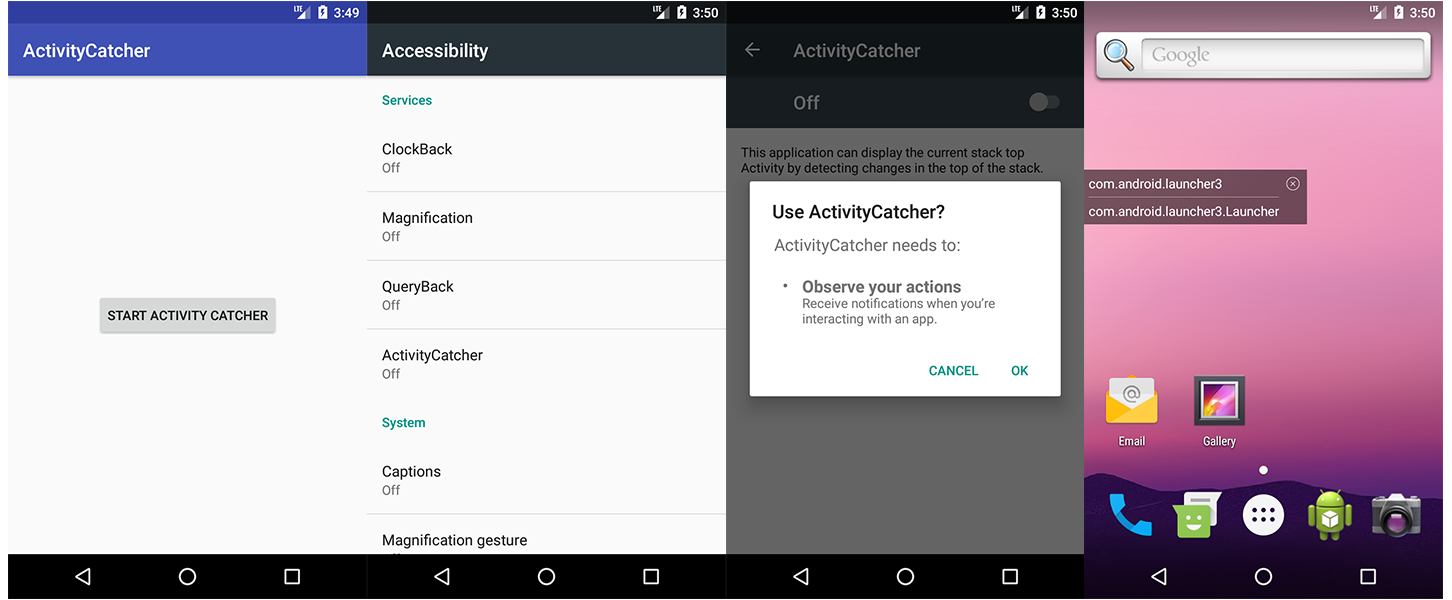 LTE 3:49
ActivityCatcher
START ACTIVITY CATCHER
LTE 3:50
Accessibility
Services
ClockBack
Off
Magnification
Off
QueryBack
Off
ActivityCatcher
Off
System
Captions
Off
Magnification gesture
LTE 3:50
ActivityCatcher
Off
This application can display the current stack top
Activity by detecting changes in the top of the stack.
Use ActivityCatcher?
ActivityCatcher needs to:
• Observe your actions
Receive notifications when you're
interacting with an app.
CANCEL OK
LTE 3:50
Google
com.android.launcher3
com.android.launcher3.Launcher
@
Email Gallery